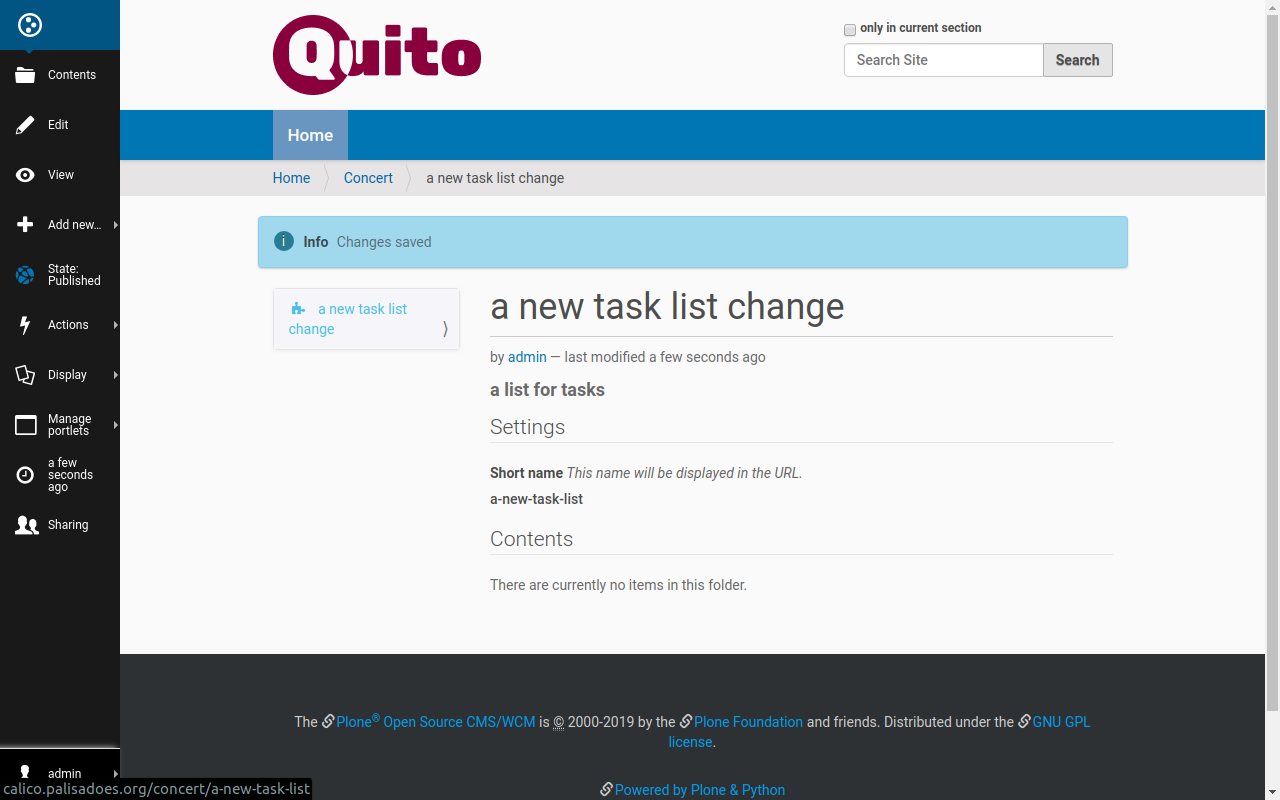 Quito
only in current section
Search Site
Search
Contents
Edit
View
Add new...
State:
Published
Actions
Display
Manage
portlets
a few
seconds
ago
Sharing
admin
Home
Home
Concert
a new task list change
i Info Changes saved
a new task list
change
a new task list change
by admin — last modified a few seconds ago
a list for tasks
Settings
Short name This name will be displayed in the URL.
a-new-task-list
Contents
There are currently no items in this folder.
The Plone® Open Source CMS/WCM is © 2000-2019 by the Plone Foundation and friends. Distributed under the GNU GPL
license.
Powered by Plone & Python
calico.palisadoes.org/concert/a-new-task-list